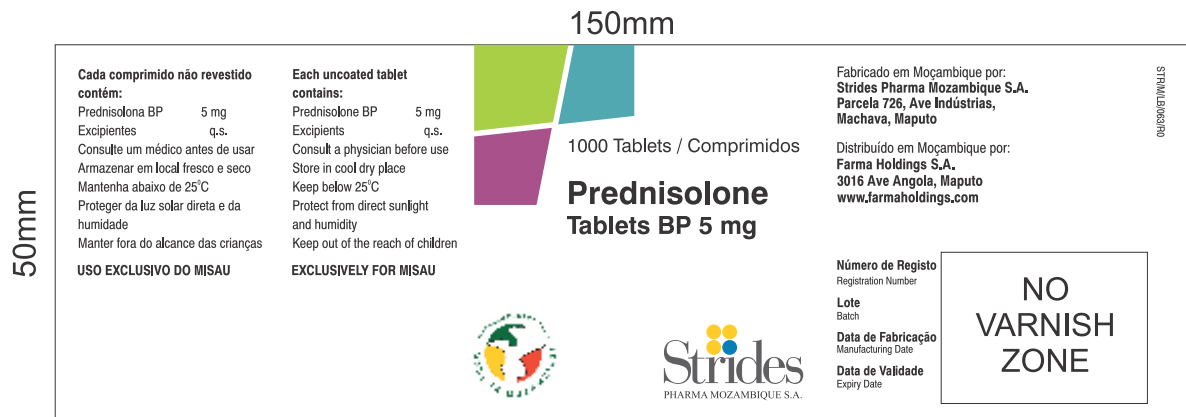 150mm
50mm
Cada comprimido não revestido
contém:
Prednisolona BP 5 mg
Excipientes q.s.
Consulte um médico antes de usar
Armazenar em local fresco e seco
Mantenha abaixo de 25°C
Proteger da luz solar direta e da
humidade
Manter fora do alcance das crianças
USO EXCLUSIVO DO MISAU
Each uncoated tablet
contains:
Prednisolone BP 5 mg
Excipients q.s.
Consult a physician before use
Store in cool dry place
Keep below 25°C
Protect from direct sunlight
and humidity
Keep out of the reach of children
EXCLUSIVELY FOR MISAU
1000 Tablets / Comprimidos
Prednisolone
Tablets BP 5 mg
Strides
PHARMA MOZAMBIQUE S.A.
Fabricado em Moçambique por:
Strides Pharma Mozambique S.A.
Parcela 726, Ave Indústrias,
Machava, Maputo
Distribuído em Moçambique por:
Farma Holdings S.A.
3016 Ave Angola, Maputo
www.farmaholdings.com
Número de Registo
Registration Number
Lote
Batch
Data de Fabricação
Manufacturing Date
Data de Validade
Expiry Date
NO
VARNISH
ZONE
STR/M/LB/063/R0